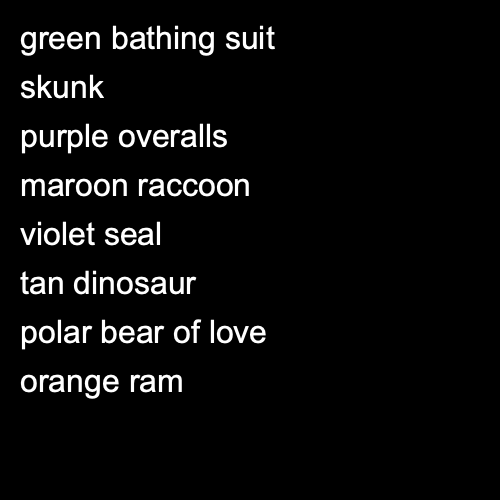 green bathing suit
skunk
purple overalls
maroon raccoon
violet seal
tan dinosaur
polar bear of love
orange ram